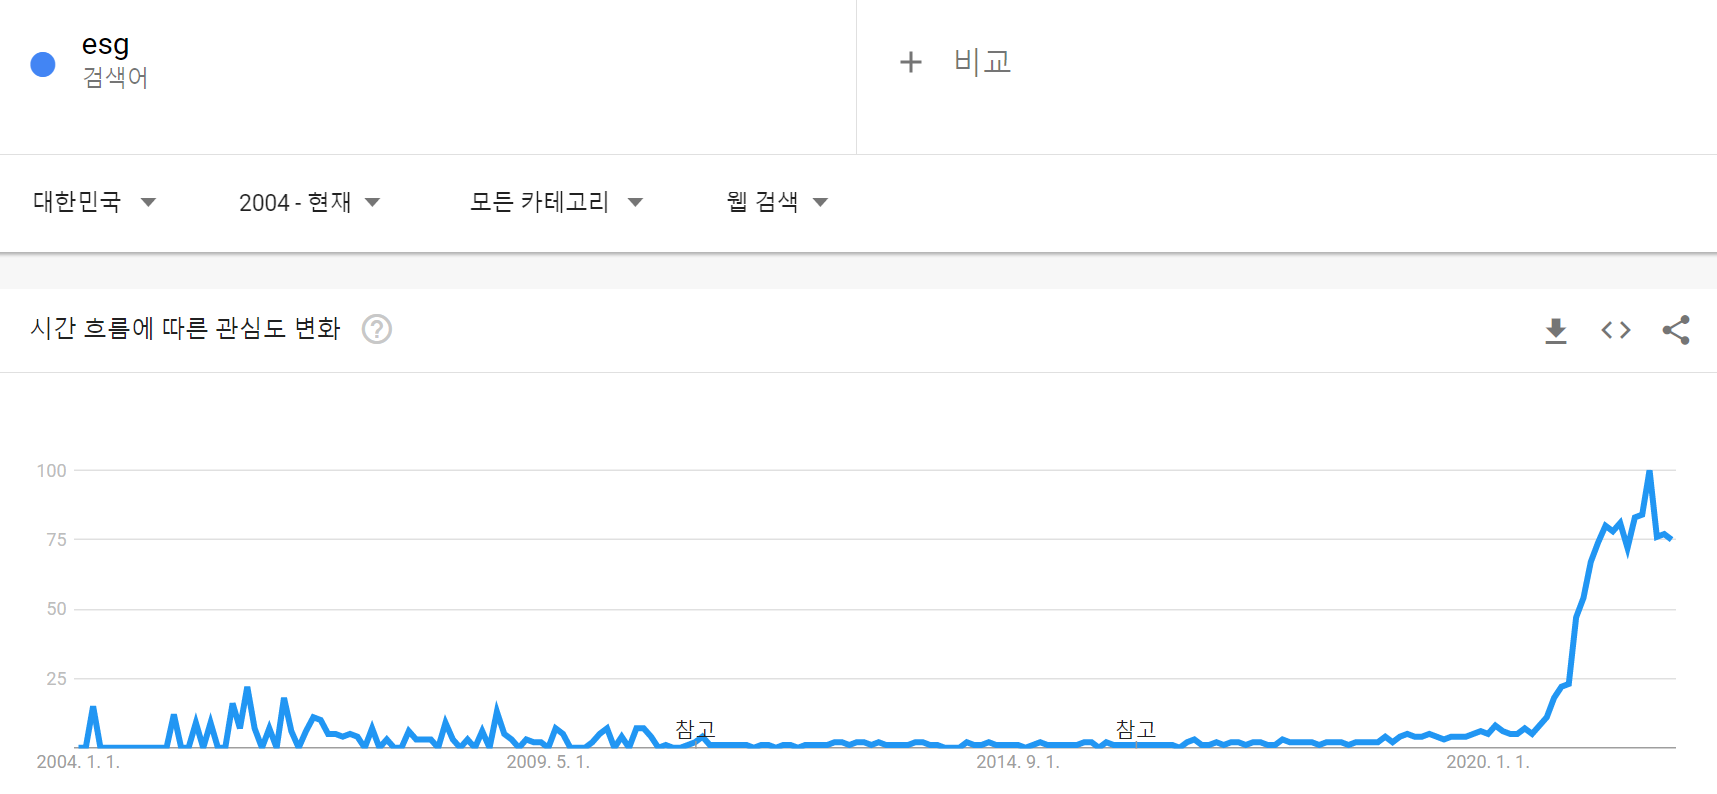 esg
검색어
비교
대한민국
2004 - 현재
모든 카테고리
웹 검색
시간 흐름에 따른 관심도 변화
?
100
75
50
25
참고
참고
2004. 1. 1.
2009. 5. 1.
2014. 9. 1.
2020. 1. 1.